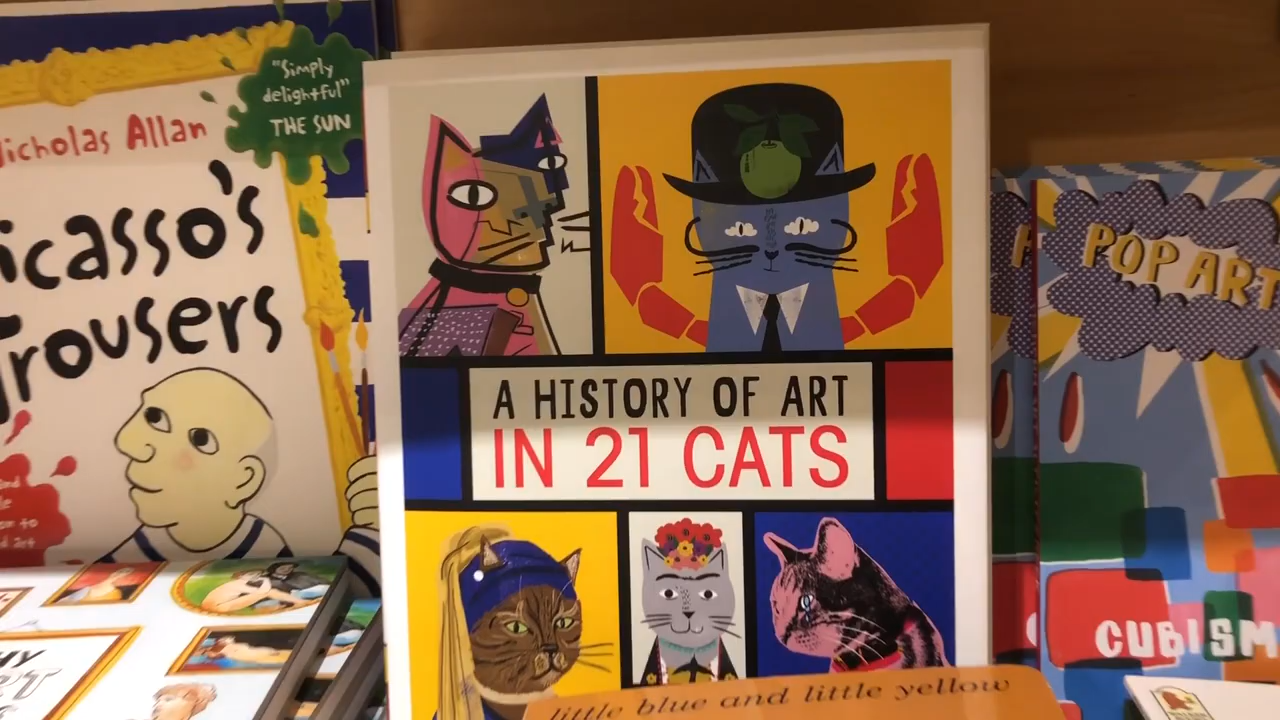 "Simply
delightful"
THE SUN
Nicholas Allan
icasso's
Trousers
A HISTORY OF ART
IN 21 CATS
POP ART
CUBISM
little blue and little yellow